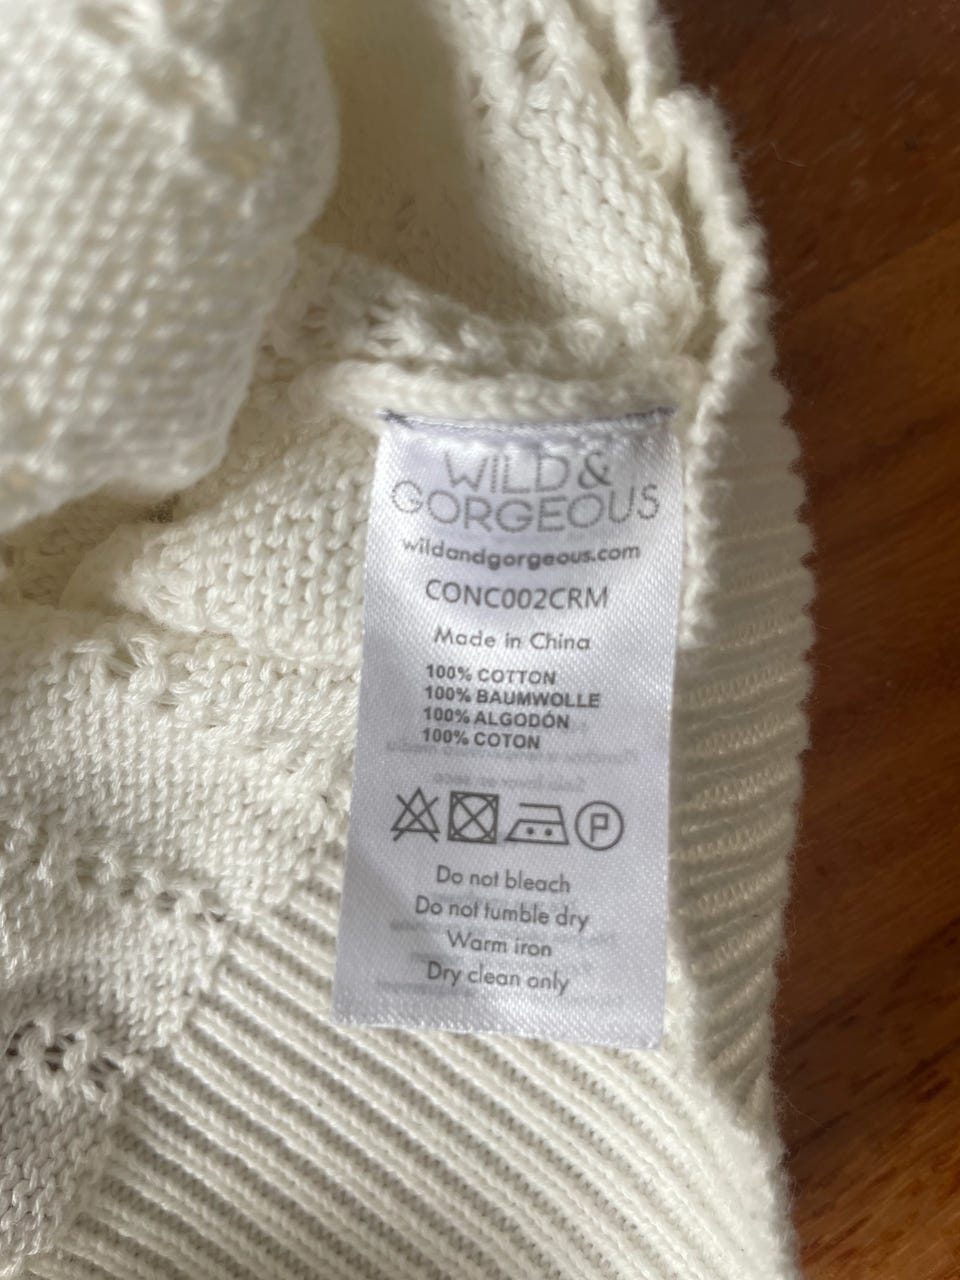 WILD &
GORGEOUS
wildandgorgeous.com
CONC002CRM
Made in China
100% COTTON
100% BAUMWOLLE
100% ALGODÓN
100% COTON
P
Do not bleach
Do not tumble dry
Warm iron
Dry clean only